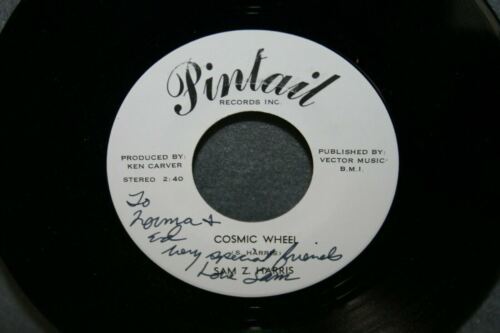 Pintail
RECORDS INC.
PRODUCED BY:
KEN CARVER
STEREO 2:40
PUBLISHED BY:
VECTOR MUSIC
B.M.I.
To
Norma &
Ed
very special friends
Love Sam
COSMIC WHEEL
(S. HARRIS)
SAM Z. HARRIS